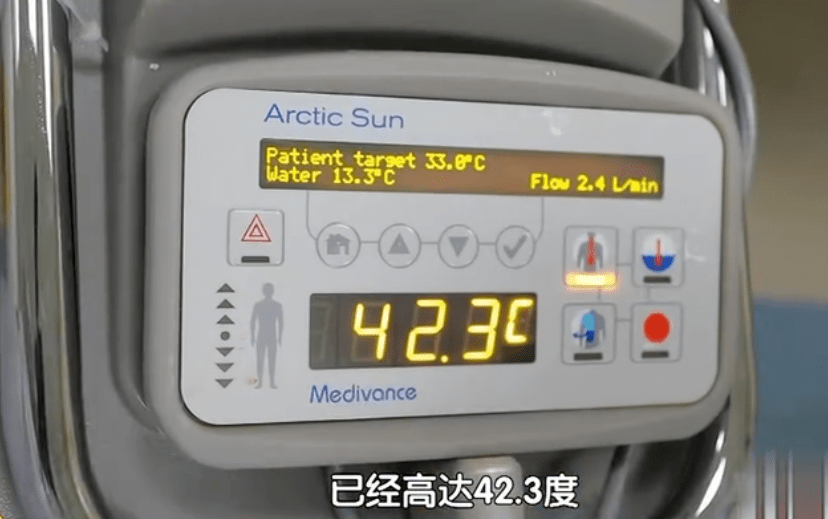 Arctic Sun
Patient target 33.0°C
Water 13.3°C Flow 2.4 L/min
42.3C
Medivance
已经高达42.3度